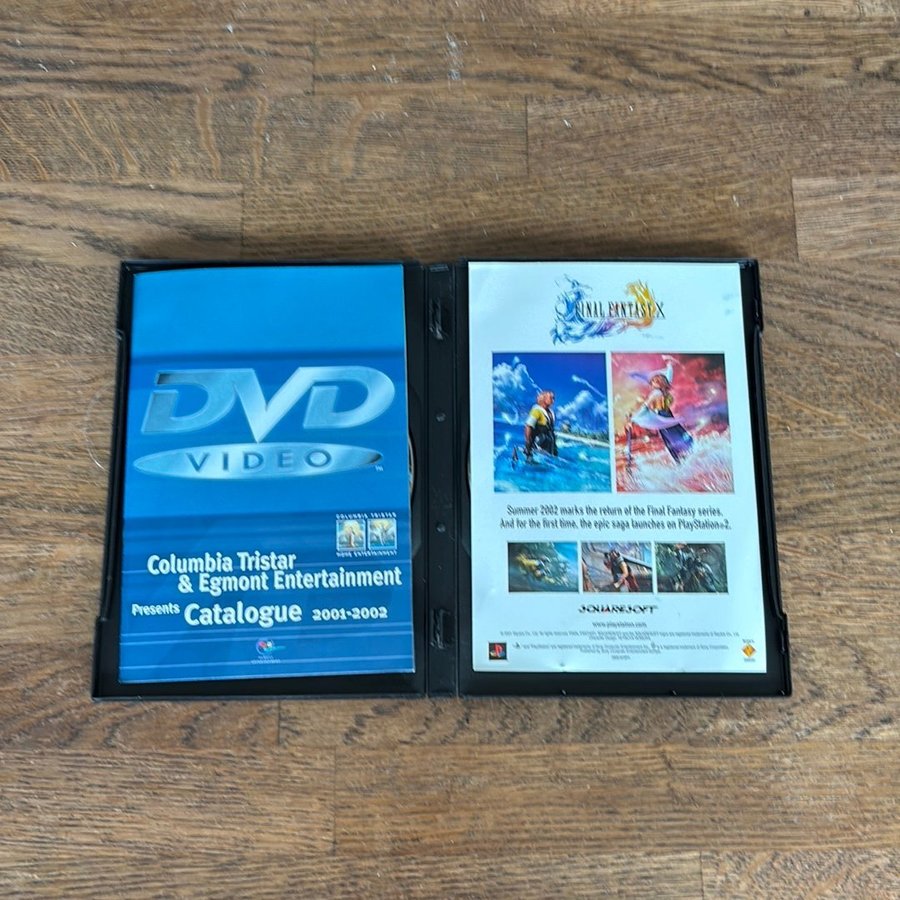 DVD
VIDEO
TM
COLUMBIA TRISTAR
HOME ENTERTAINMENT
Columbia Tristar
& Egmont Entertainment
Presents Catalogue 2001-2002
FINAL FANTASY X
Summer 2002 marks the return of the Final Fantasy series.
And for the first time, the epic saga launches on PlayStation®2.
SQUARESOFT
www.playstation.com